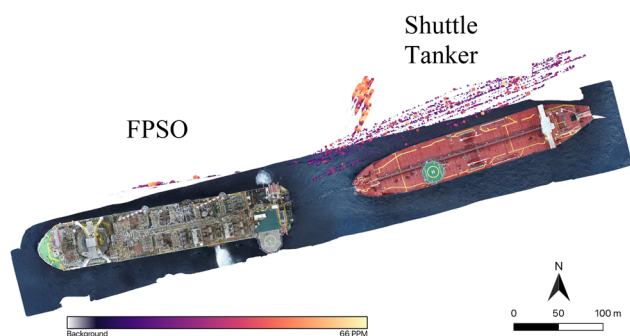 Shuttle
Tanker
FPSO
N
Background
66 PPM
0 50 100 m